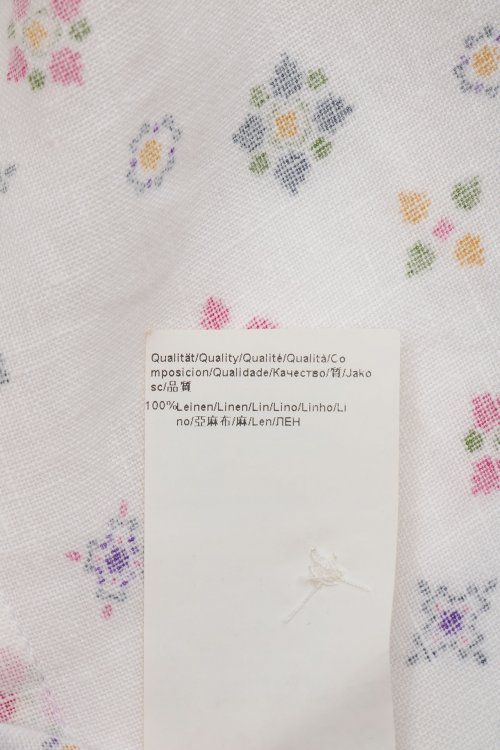 Qualität/Quality/Qualité/Qualità/Co
mposicion/Qualidade/Качество/質/Jako
sc/品質
100%Leinen/Linen/Lin/Lino/Linho/Li
no/亞麻布/麻/Len/ЛЕН